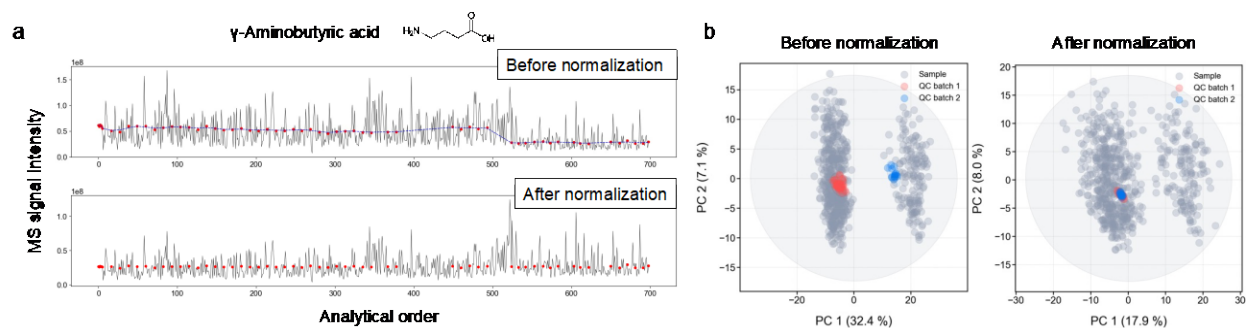 a
γ-Aminobutyric acid
H₂N
O
OH
MS signal intensity
1e8
Before normalization
1.5
1.0
0.5
0.0
0 100 200 300 400 500 600 700
1e8
After normalization
1.0
0.5
0.0
0 100 200 300 400 500 600 700
Analytical order
b
Before normalization
Sample
QC batch 1
QC batch 2
PC 2 (7.1 %)
15
10
5
0
−5
−10
−15
−20 0 20
PC 1 (32.4 %)
After normalization
Sample
QC batch 1
QC batch 2
PC 2 (8.0 %)
20
15
10
5
0
−5
−10
−15
−30 −20 −10 0 10 20 30
PC 1 (17.9 %)